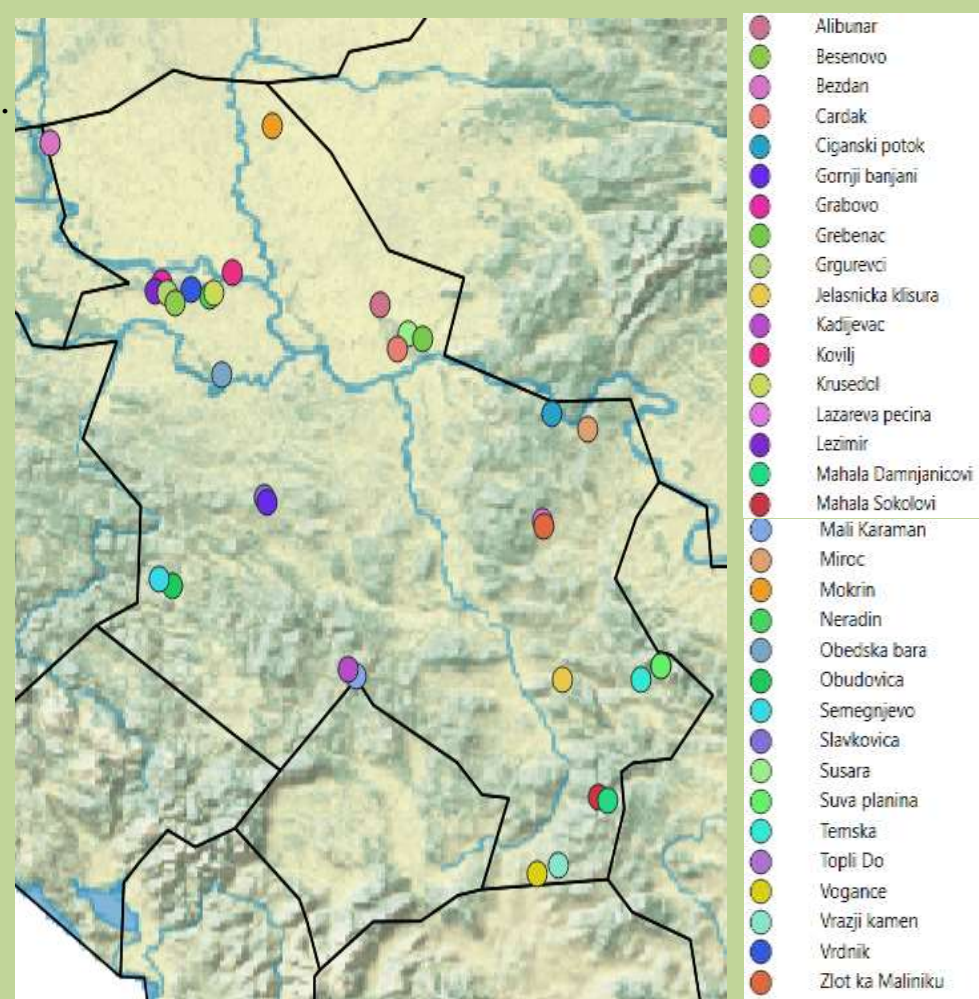 Alibunar
Besenovo
Bezdan
Cardak
Ciganski potok
Gornji banjani
Grabovo
Grebenac
Grgurevci
Jelasnicka klisura
Kadijevac
Kovilj
Krusedol
Lazareva pecina
Lezimir
Mahala Damnjanicovi
Mahala Sokolovi
Mali Karaman
Miroc
Mokrin
Neradin
Obedska bara
Obudovica
Semegnjevo
Slavkovica
Susara
Suva planina
Temska
Topli Do
Vogance
Vrazji kamen
Vrdnik
Zlot ka Maliniku